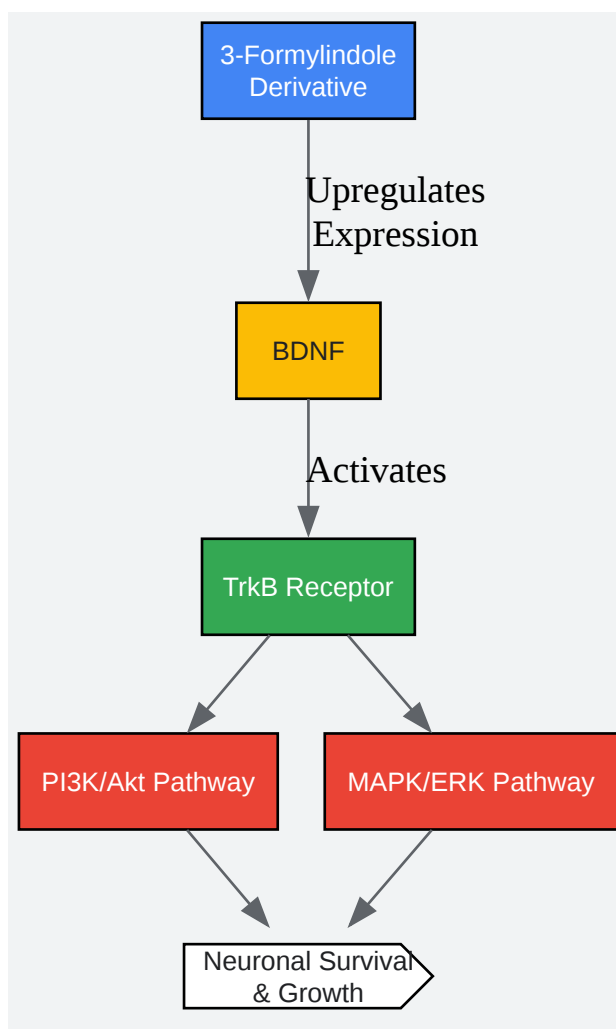 3-Formylindole
Derivative
Upregulates
Expression
BDNF
Activates
TrkB Receptor
PI3K/Akt Pathway
MAPK/ERK Pathway
Neuronal Survival
& Growth